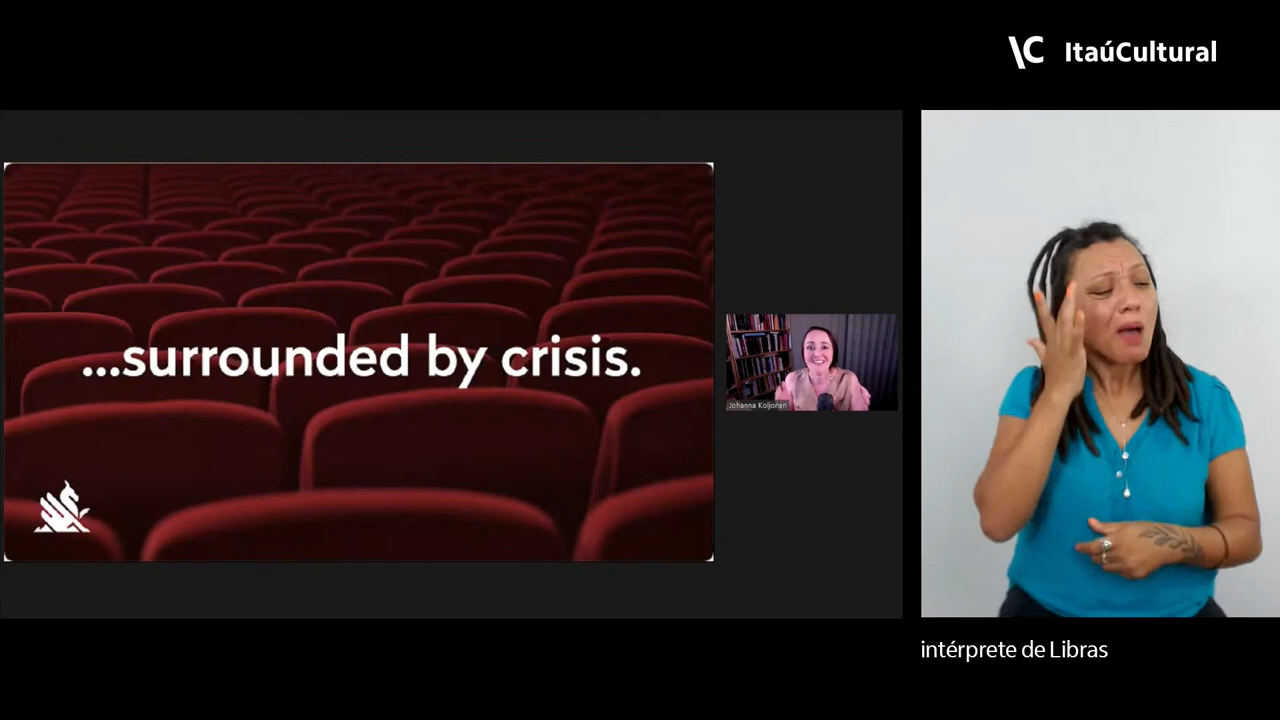 ItaúCultural
...surrounded by crisis.
Johanna Koljonen
intérprete de Libras